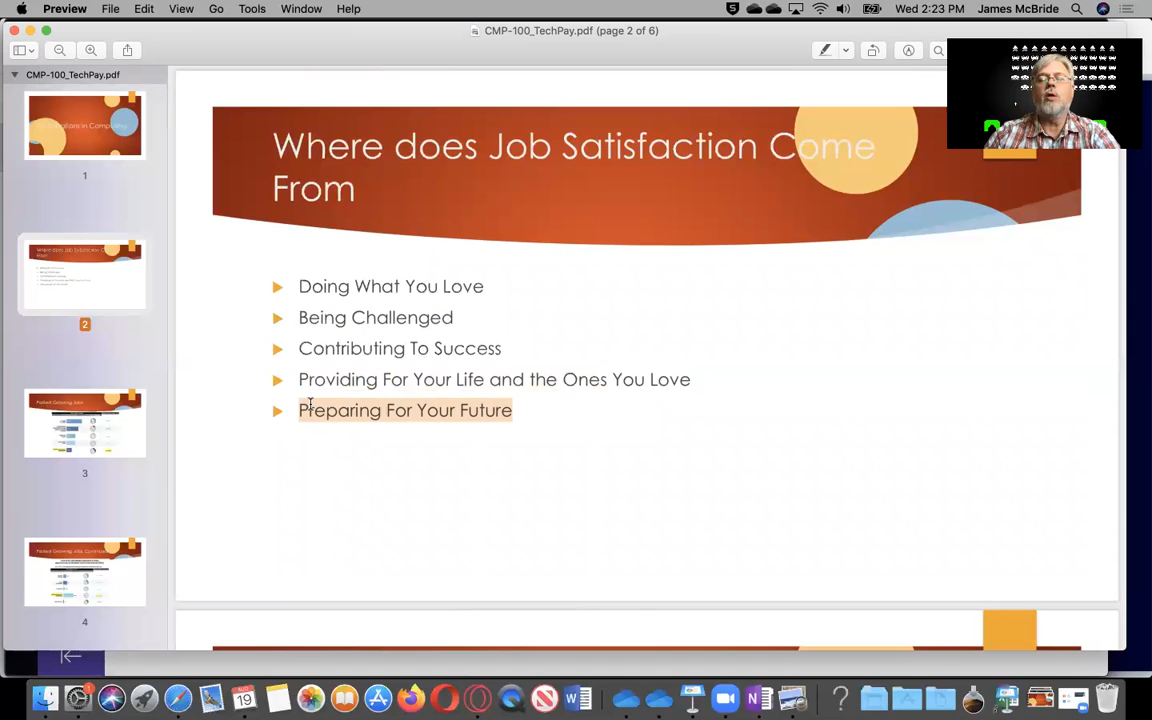 Preview File Edit View Go Tools Window Help Wed 2:23 PM James McBride
CMP-100_TechPay.pdf (page 2 of 6)
CMP-100_TechPay.pdf
1
2
3
4
Where does Job Satisfaction Come
From
Doing What You Love
Being Challenged
Contributing To Success
Providing For Your Life and the Ones You Love
Preparing For Your Future
19